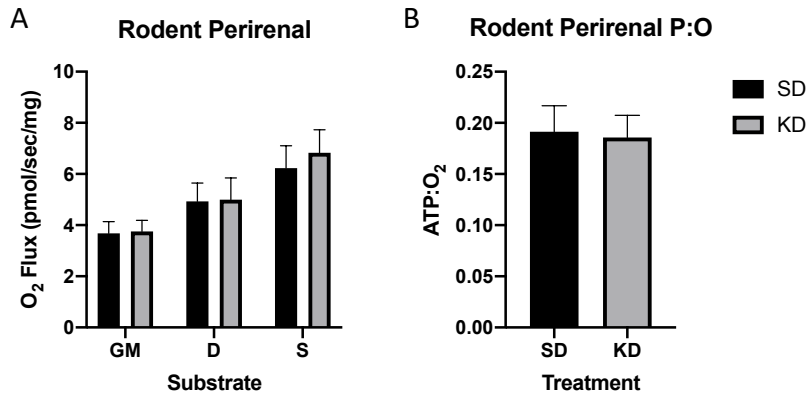 A
Rodent Perirenal
O2 Flux (pmol/sec/mg)
10
8
6
4
2
0
GM D S
Substrate
B
Rodent Perirenal P:O
ATP:O2
0.25
0.20
0.15
0.10
0.05
0.00
SD KD
Treatment
SD
KD